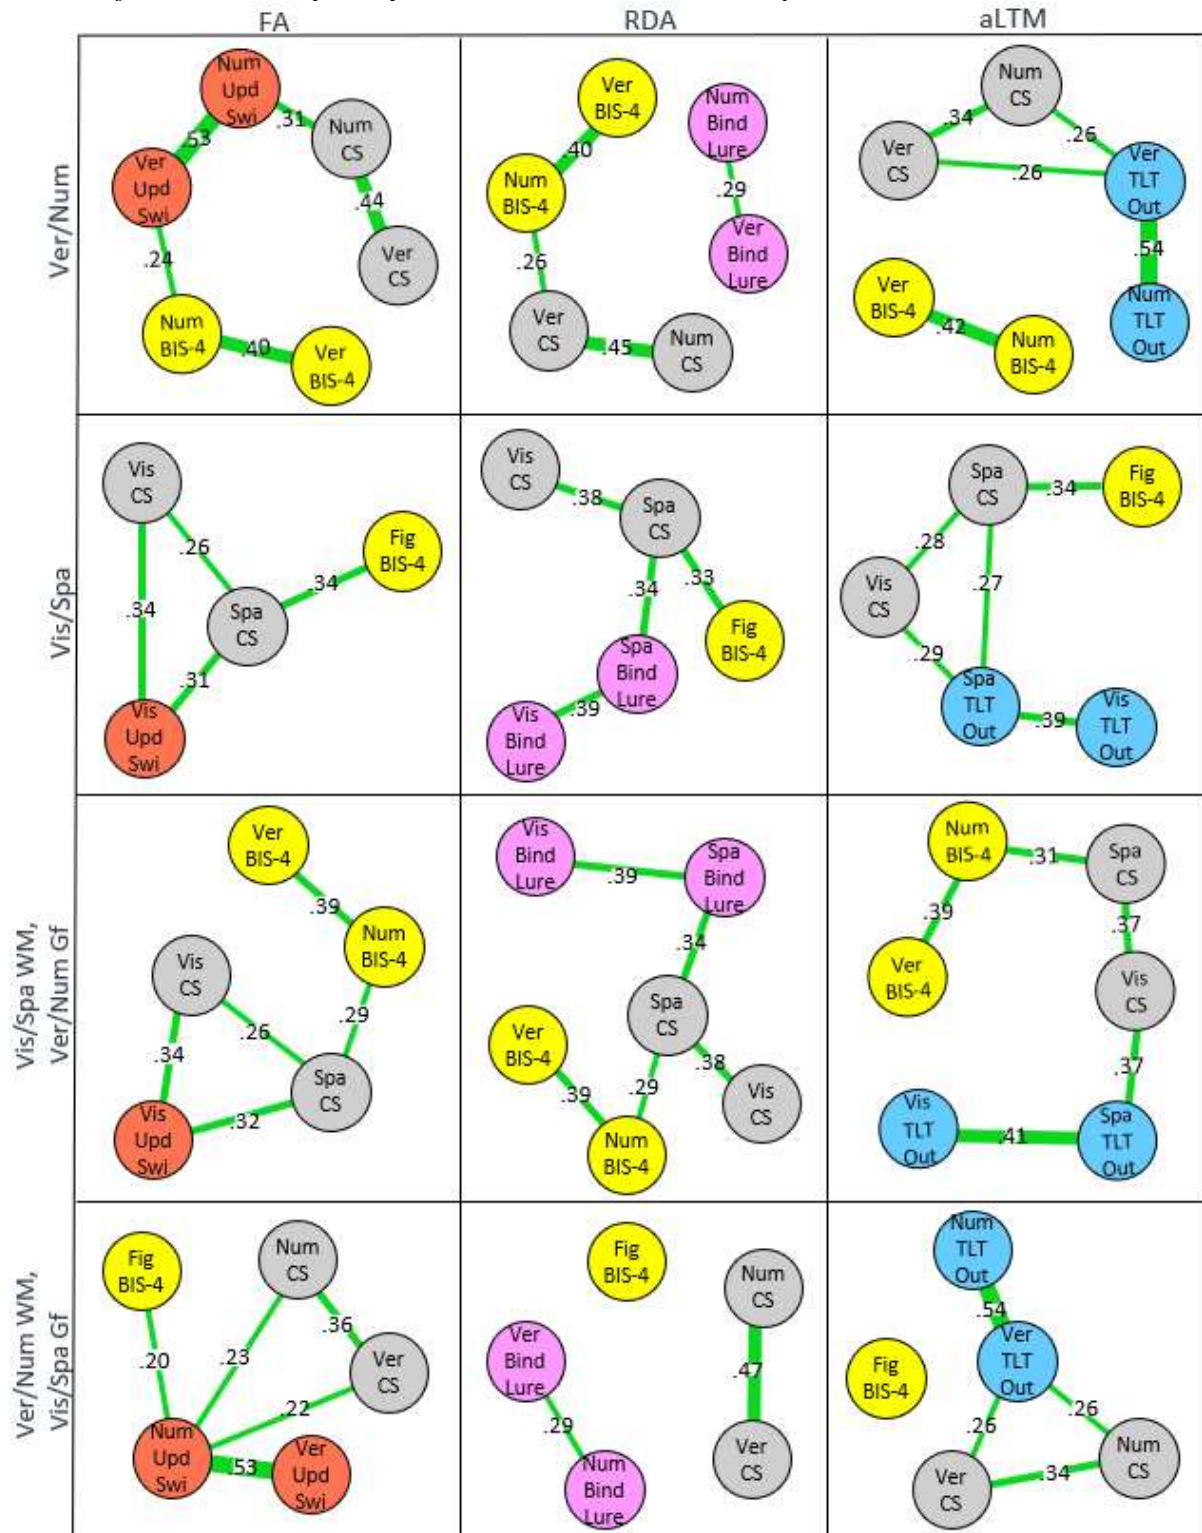 FA
RDA
aLTM
Ver/Num
Num
Upd
Swi
.31
Num
CS
.53
Ver
Upd
Swi
.44
Ver
CS
.24
Num
BIS-4
.40
Ver
BIS-4
Ver
BIS-4
Num
Bind
Lure
.40
Num
BIS-4
.29
Ver
Bind
Lure
.26
Ver
CS
.45
Num
CS
Num
CS
.34
.26
Ver
CS
.26
Ver
TLT
Out
.54
Ver
BIS-4
.42
Num
BIS-4
Num
TLT
Out
Vis/Spa
Vis
CS
.26
Fig
BIS-4
.34
.34
Spa
CS
.31
Vis
Upd
Swi
Vis
CS
.38
Spa
CS
.34
.33
Fig
BIS-4
Spa
Bind
Lure
.39
Vis
Bind
Lure
Spa
CS
.34
Fig
BIS-4
.28
.27
Vis
CS
.29
Spa
TLT
Out
.39
Vis
TLT
Out
Vis/Spa WM,
Ver/Num Gf
Ver
BIS-4
.39
Num
BIS-4
Vis
CS
.29
.26
.34
Spa
CS
.32
Vis
Upd
Swi
Vis
Bind
Lure
.39
Spa
Bind
Lure
.34
Spa
CS
Ver
BIS-4
.38
.29
.39
Vis
CS
Num
BIS-4
Num
BIS-4
.31
Spa
CS
.39
.37
Ver
BIS-4
Vis
CS
.37
Vis
TLT
Out
.41
Spa
TLT
Out
Ver/Num WM,
Vis/Spa Gf
Fig
BIS-4
Num
CS
.36
.20
.23
Ver
CS
.22
Num
Upd
Swi
.53
Ver
Upd
Swi
Fig
BIS-4
Num
CS
Ver
Bind
Lure
.47
.29
Ver
CS
Num
Bind
Lure
Num
TLT
Out
.54
Ver
TLT
Out
Fig
BIS-4
.26
.26
Num
CS
.34
Ver
CS